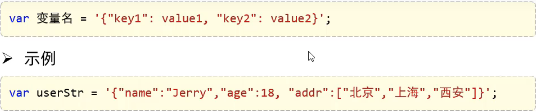 var 变量名 = '{"key1": value1, "key2": value2}';
➢ 示例
var userStr = '{"name":"Jerry","age":18, "addr":["北京","上海","西安"]}';